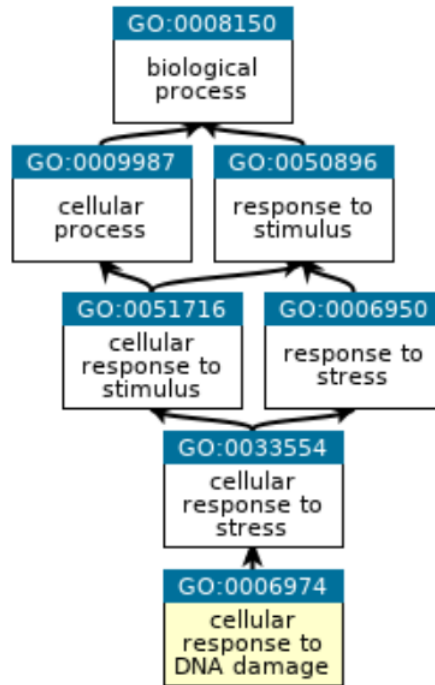 GO:0008150
biological
process
GO:0009987
cellular
process
GO:0050896
response to
stimulus
GO:0051716
cellular
response to
stimulus
GO:0006950
response to
stress
GO:0033554
cellular
response to
stress
GO:0006974
cellular
response to
DNA damage